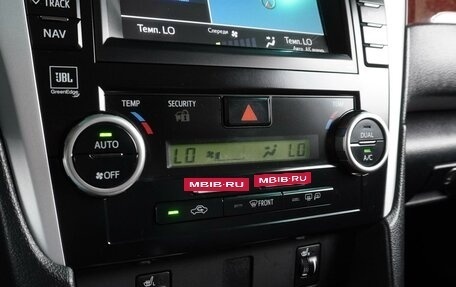 TRACK
NAV
Темп. LO
Спереди
Темп. LO
JBL
GreenEdge
TEMP
SECURITY
TEMP
AUTO
OFF
DUAL
A/C
LO
LO
MBIB-RU
MBIB-RU
FRONT